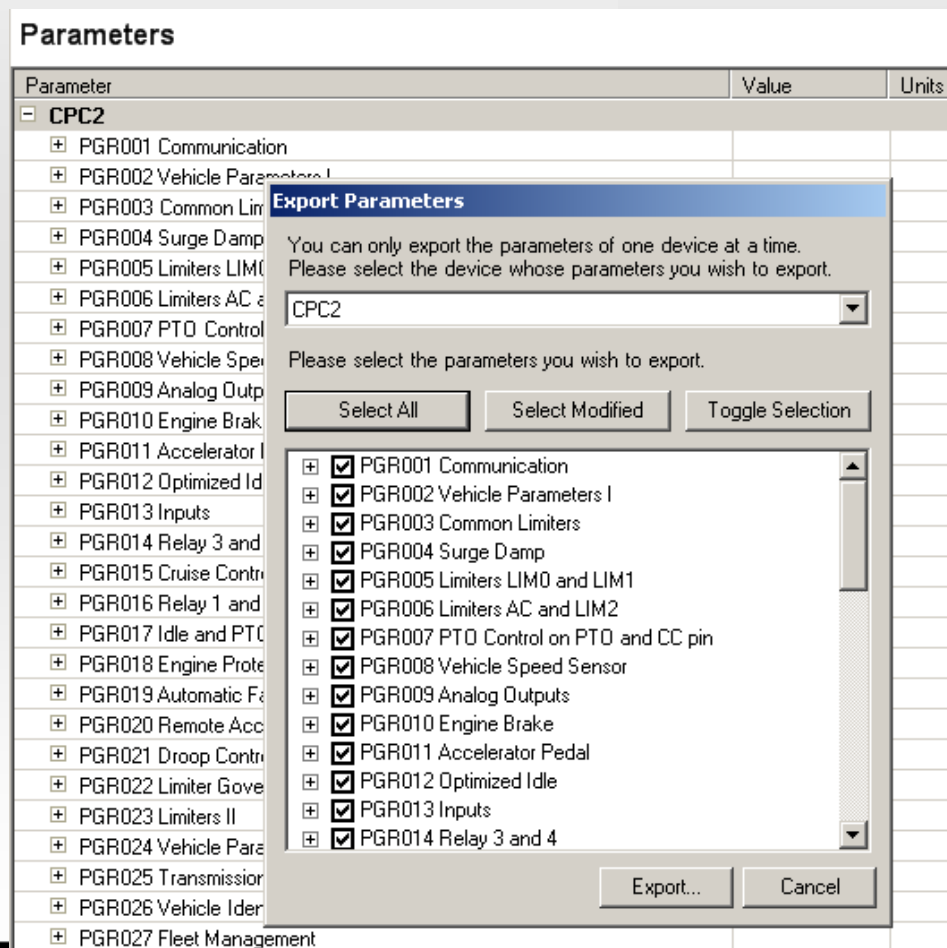 Parameters
Parameter Value Units
CPC2
PGR001 Communication
PGR002 Vehicle Parameters I
PGR003 Common Lim
PGR004 Surge Damp
PGR005 Limiters LIM0
PGR006 Limiters AC a
PGR007 PTO Control
PGR008 Vehicle Spe
PGR009 Analog Outp
PGR010 Engine Brak
PGR011 Accelerator
PGR012 Optimized Id
PGR013 Inputs
PGR014 Relay 3 and
PGR015 Cruise Contr
PGR016 Relay 1 and
PGR017 Idle and PTO
PGR018 Engine Prote
PGR019 Automatic Fa
PGR020 Remote Acc
PGR021 Droop Contr
PGR022 Limiter Gove
PGR023 Limiters II
PGR024 Vehicle Para
PGR025 Transmission
PGR026 Vehicle Iden
PGR027 Fleet Management
Export Parameters
You can only export the parameters of one device at a time.
Please select the device whose parameters you wish to export.
CPC2
Please select the parameters you wish to export.
Select All Select Modified Toggle Selection
PGR001 Communication
PGR002 Vehicle Parameters I
PGR003 Common Limiters
PGR004 Surge Damp
PGR005 Limiters LIM0 and LIM1
PGR006 Limiters AC and LIM2
PGR007 PTO Control on PTO and CC pin
PGR008 Vehicle Speed Sensor
PGR009 Analog Outputs
PGR010 Engine Brake
PGR011 Accelerator Pedal
PGR012 Optimized Idle
PGR013 Inputs
PGR014 Relay 3 and 4
Export... Cancel